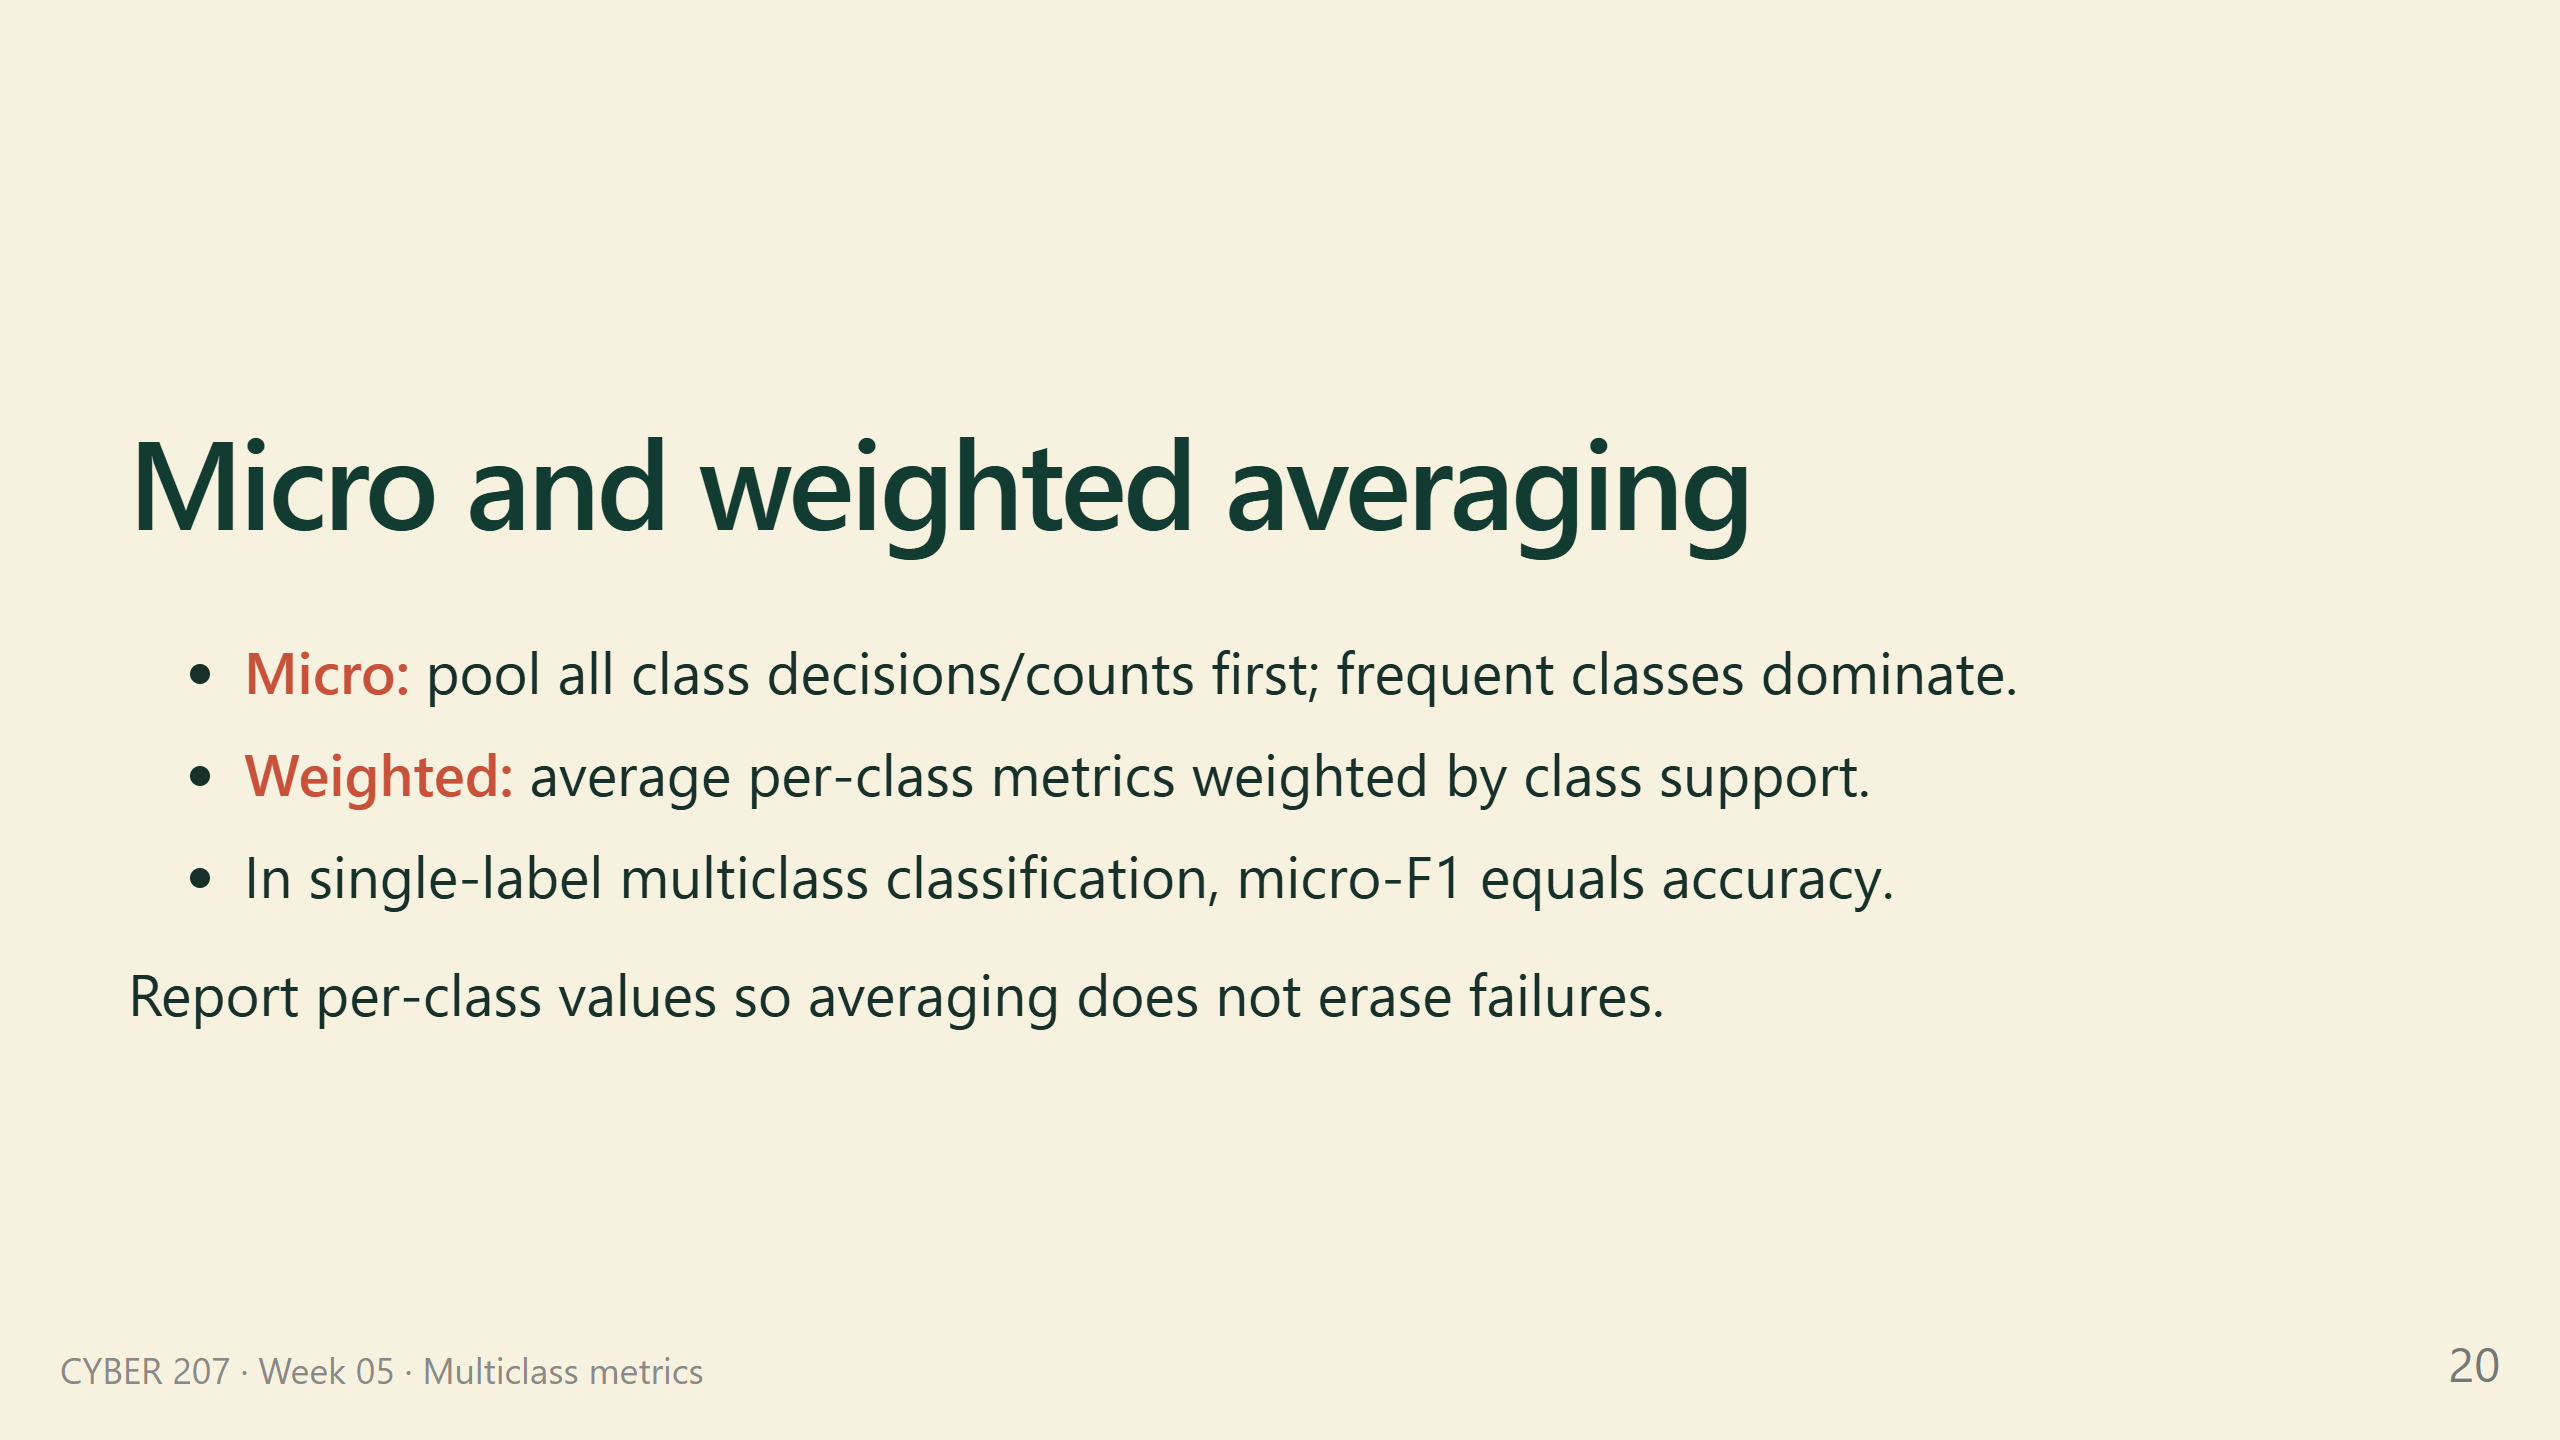 Micro and weighted averaging
• Micro: pool all class decisions/counts first; frequent classes dominate.
• Weighted: average per-class metrics weighted by class support.
• In single-label multiclass classification, micro-F1 equals accuracy.
Report per-class values so averaging does not erase failures.
CYBER 207 · Week 05 · Multiclass metrics
20